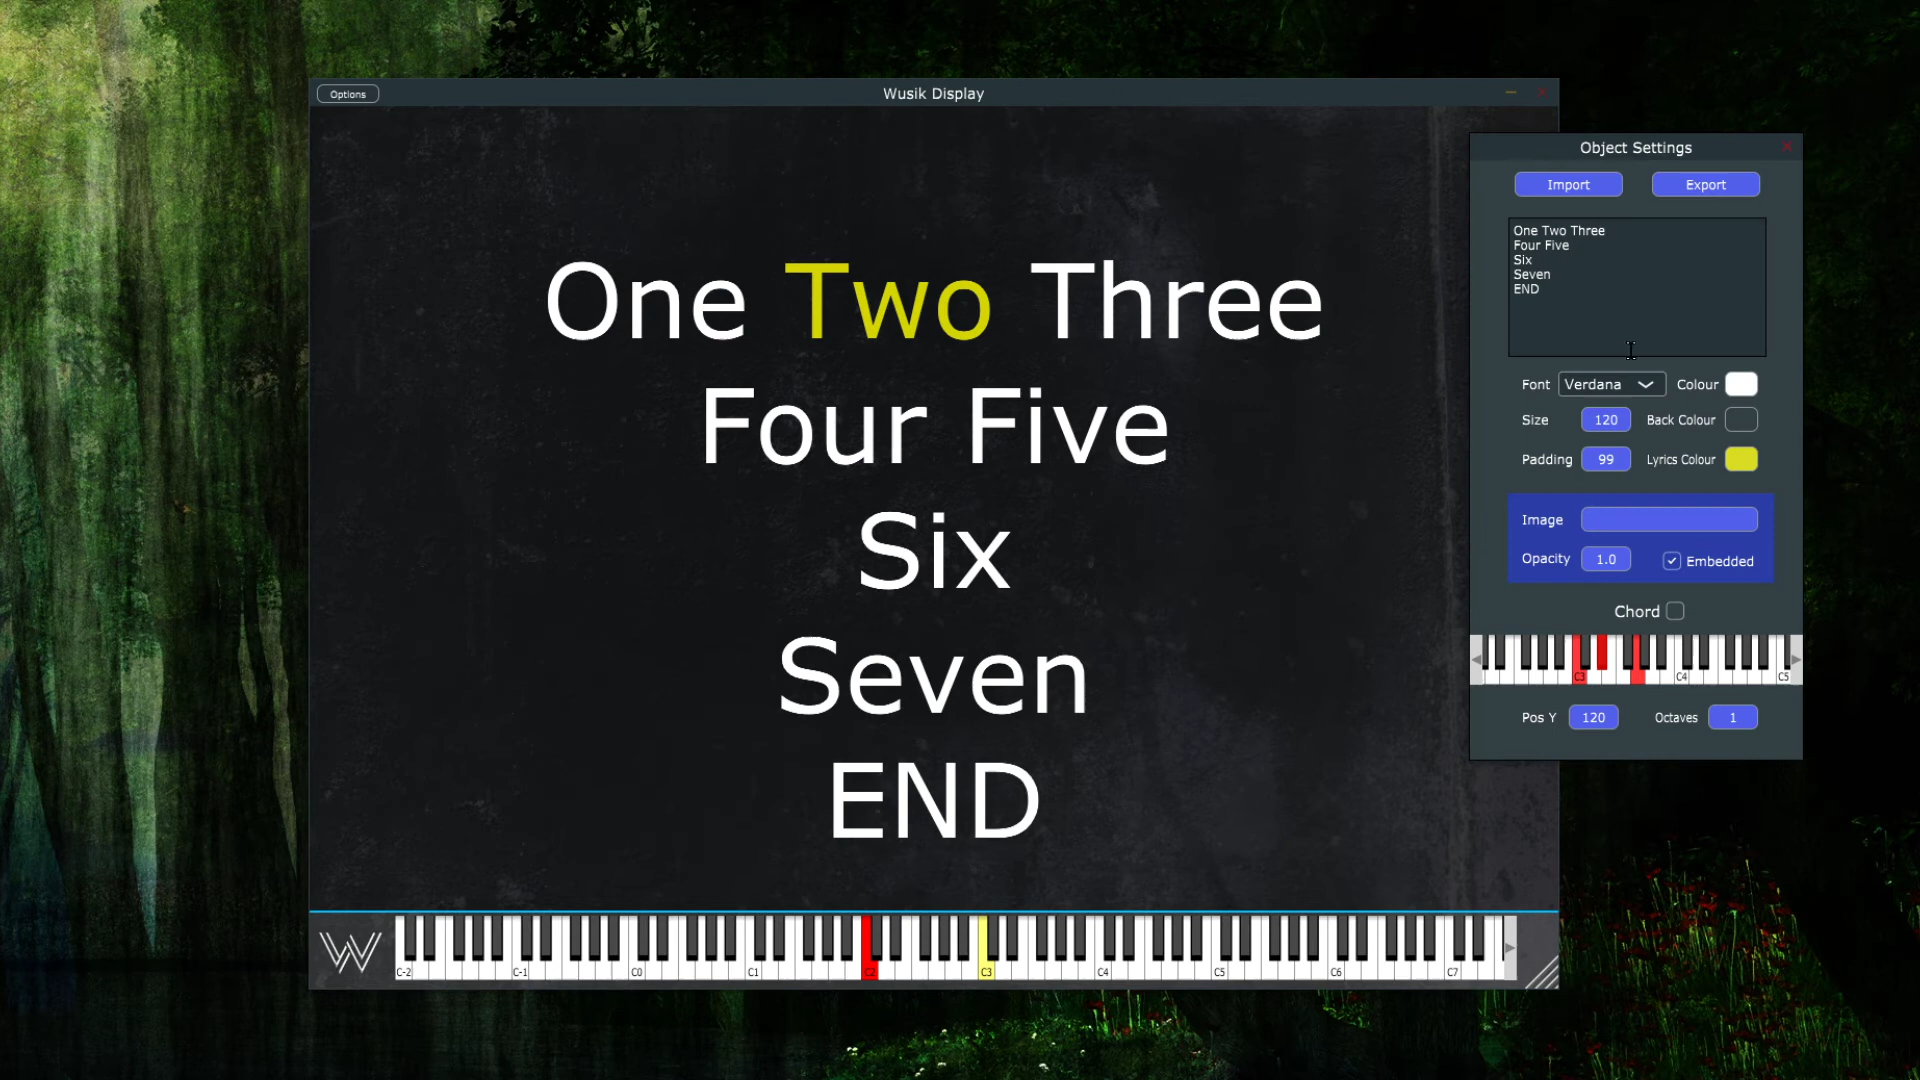 Options
Wusik Display
One Two Three
Four Five
Six
Seven
END
C-2 C-1 C0 C1 C2 C3 C4 C5 C6 C7
Object Settings
Import Export
One Two Three
Four Five
Six
Seven
END
Font Verdana Colour
Size 120 Back Colour
Padding 99 Lyrics Colour
Image
Opacity 1.0 Embedded
Chord
C3 C4 C5
Pos Y 120 Octaves 1